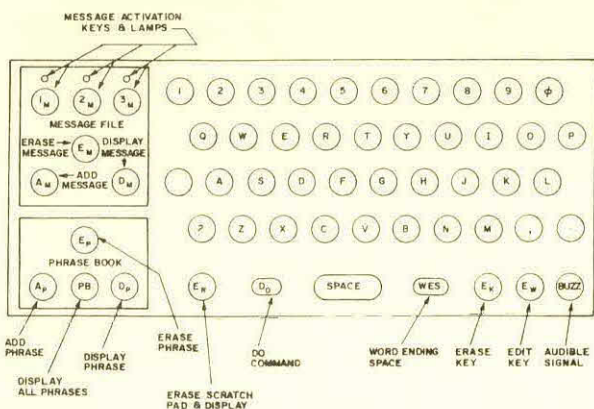 MESSAGE ACTIVATION
KEYS & LAMPS
1M 2M 3M
MESSAGE FILE
ERASE MESSAGE
EM
DISPLAY MESSAGE
AM
ADD MESSAGE
DM
1 2 3 4 5 6 7 8 9 ϕ
Q W E R T Y U I O P
A S D F G H J K L
? Z X C V B N M ,
EP
PHRASE BOOK
AP PB DP
ER DO SPACE WES EK EW BUZZ
ADD
PHRASE
DISPLAY
ALL PHRASES
DISPLAY
PHRASE
ERASE
PHRASE
ERASE SCRATCH
PAD & DISPLAY
DO
COMMAND
WORD ENDING
SPACE
ERASE
KEY
EDIT
KEY
AUDIBLE
SIGNAL